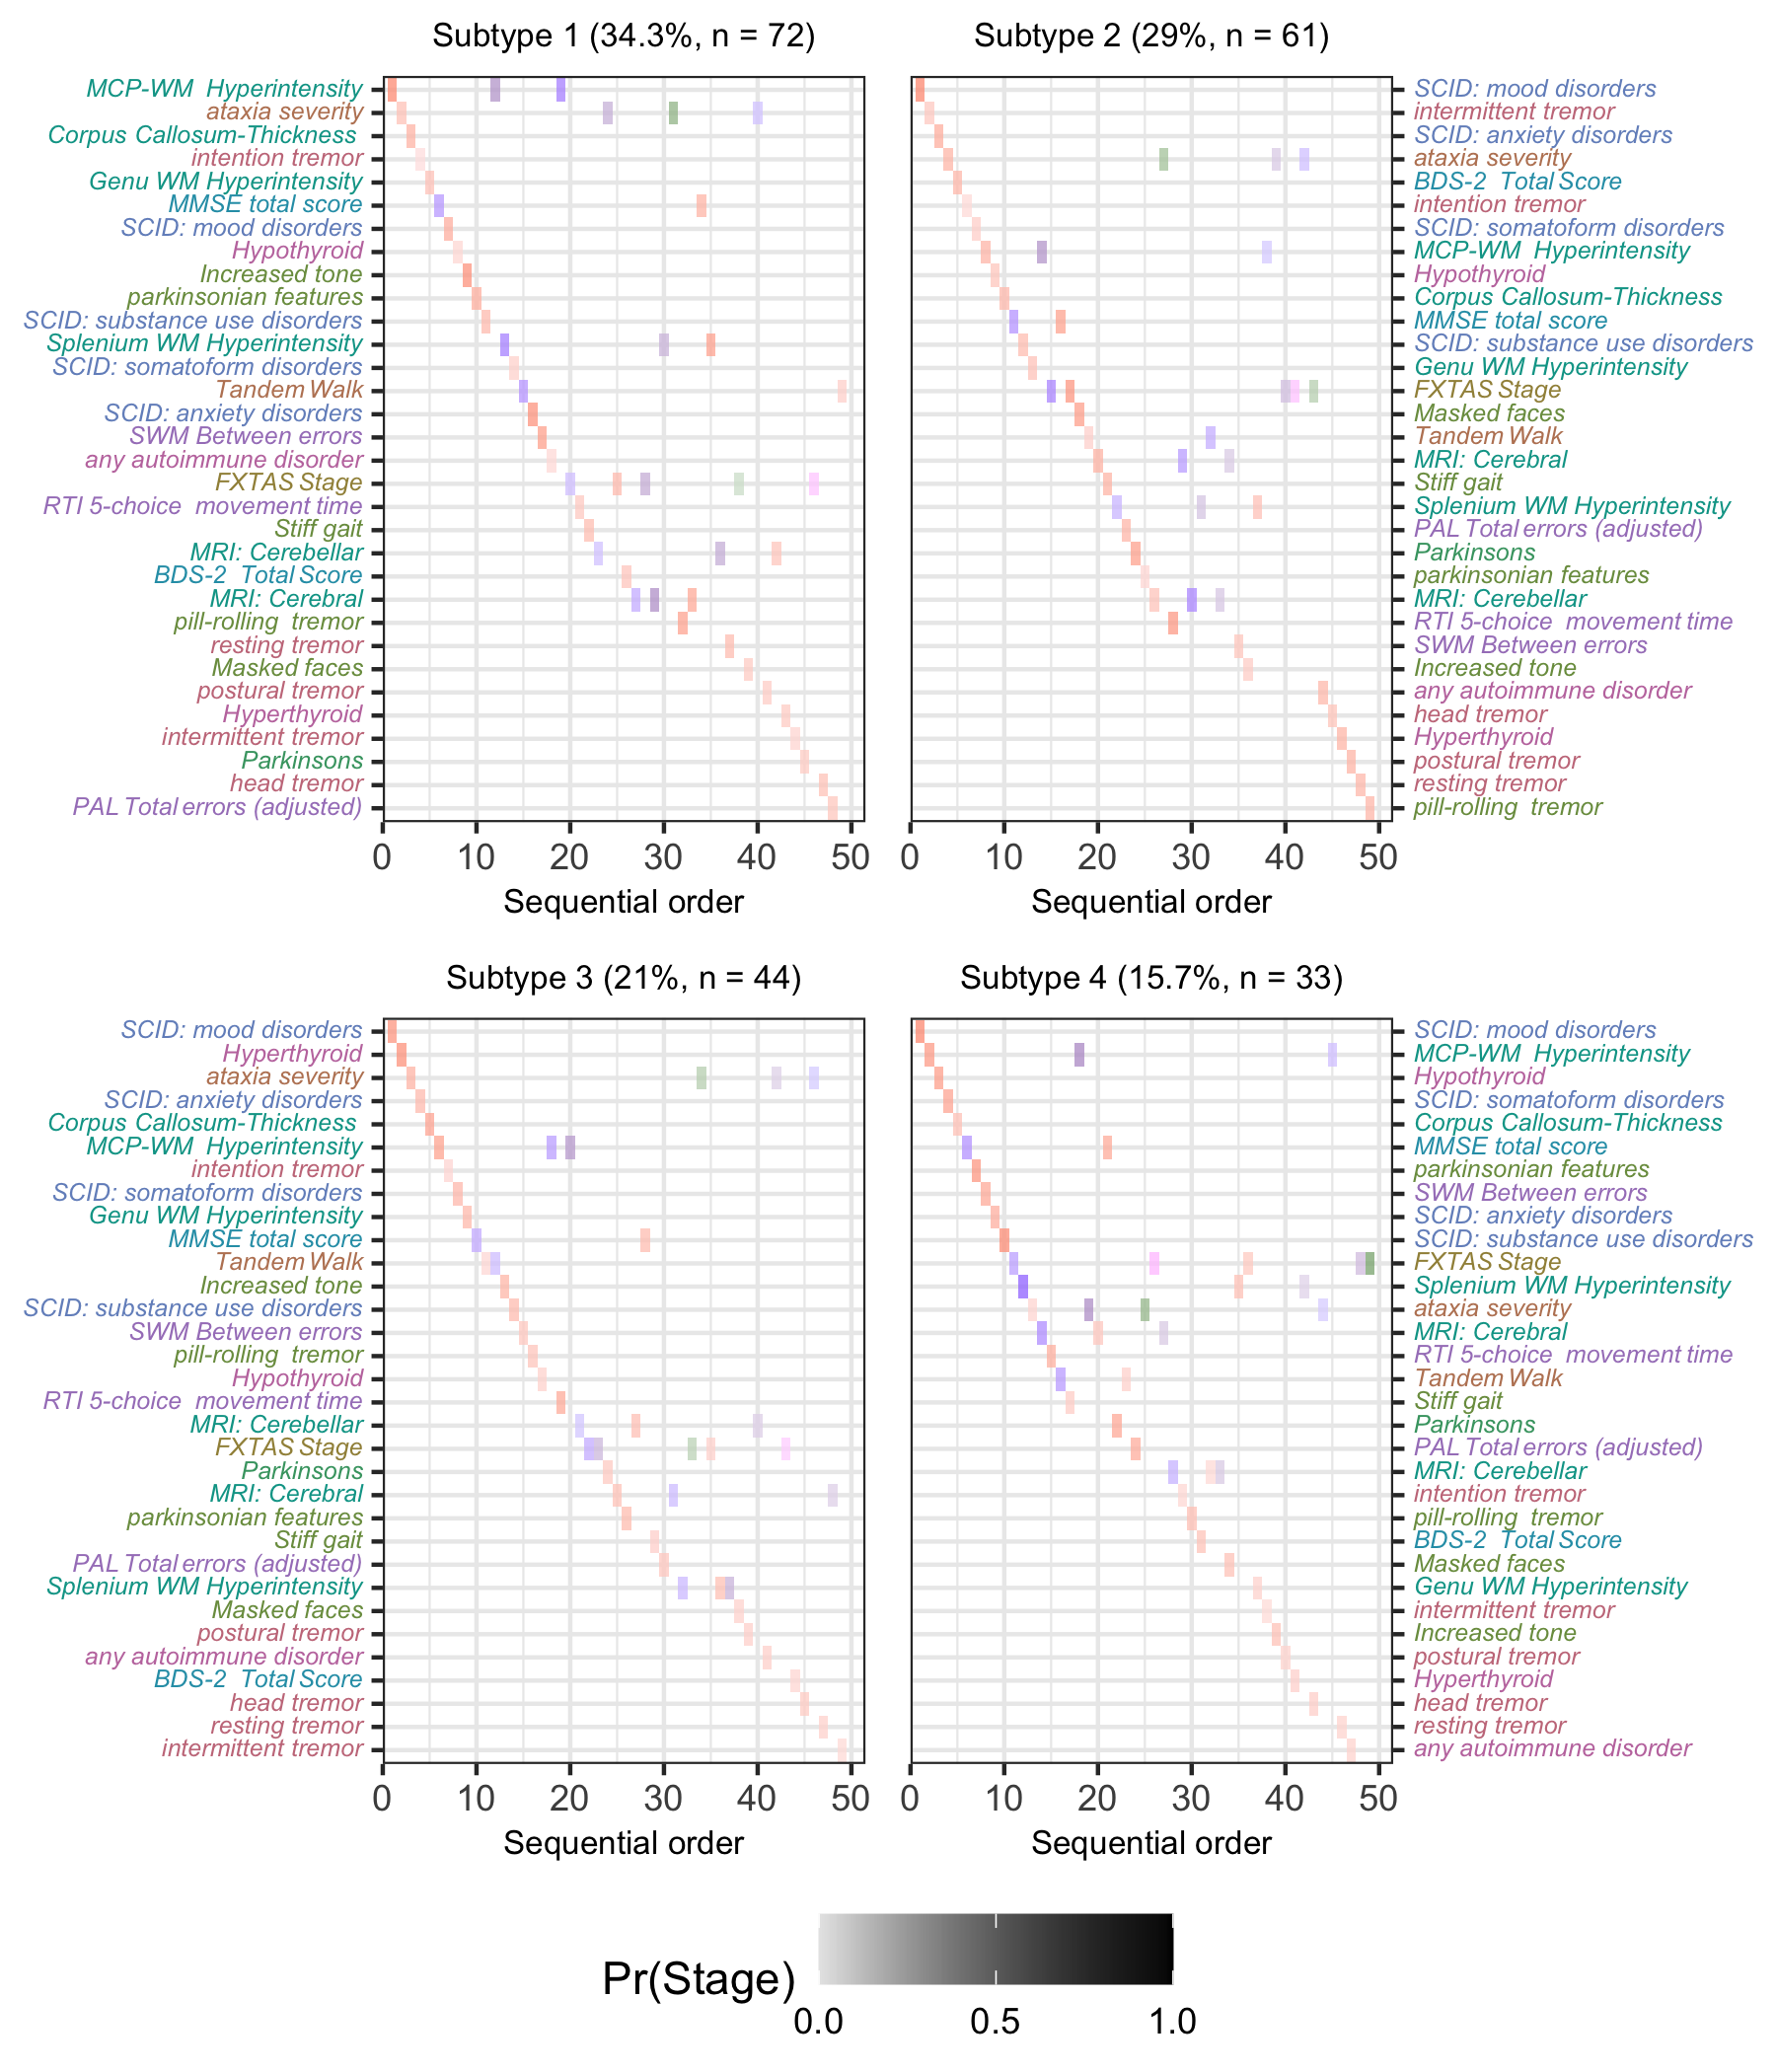 Subtype 1 (34.3%, n = 72)
MCP-WM Hyperintensity
ataxia severity
Corpus Callosum-Thickness
intention tremor
Genu WM Hyperintensity
MMSE total score
SCID: mood disorders
Hypothyroid
Increased tone
parkinsonian features
SCID: substance use disorders
Splenium WM Hyperintensity
SCID: somatoform disorders
Tandem Walk
SCID: anxiety disorders
SWM Between errors
any autoimmune disorder
FXTAS Stage
RTI 5-choice movement time
Stiff gait
MRI: Cerebellar
BDS-2 Total Score
MRI: Cerebral
pill-rolling tremor
resting tremor
Masked faces
postural tremor
Hyperthyroid
intermittent tremor
Parkinsons
head tremor
PAL Total errors (adjusted)
0 10 20 30 40 50
Sequential order
Subtype 2 (29%, n = 61)
SCID: mood disorders
intermittent tremor
SCID: anxiety disorders
ataxia severity
BDS-2 Total Score
intention tremor
SCID: somatoform disorders
MCP-WM Hyperintensity
Hypothyroid
Corpus Callosum-Thickness
MMSE total score
SCID: substance use disorders
Genu WM Hyperintensity
FXTAS Stage
Masked faces
Tandem Walk
MRI: Cerebral
Stiff gait
Splenium WM Hyperintensity
PAL Total errors (adjusted)
Parkinsons
parkinsonian features
MRI: Cerebellar
RTI 5-choice movement time
SWM Between errors
Increased tone
any autoimmune disorder
head tremor
Hyperthyroid
postural tremor
resting tremor
pill-rolling tremor
0 10 20 30 40 50
Sequential order
Subtype 3 (21%, n = 44)
SCID: mood disorders
Hyperthyroid
ataxia severity
SCID: anxiety disorders
Corpus Callosum-Thickness
MCP-WM Hyperintensity
intention tremor
SCID: somatoform disorders
Genu WM Hyperintensity
MMSE total score
Tandem Walk
Increased tone
SCID: substance use disorders
SWM Between errors
pill-rolling tremor
Hypothyroid
RTI 5-choice movement time
MRI: Cerebellar
FXTAS Stage
Parkinsons
MRI: Cerebral
parkinsonian features
Stiff gait
PAL Total errors (adjusted)
Splenium WM Hyperintensity
Masked faces
postural tremor
any autoimmune disorder
BDS-2 Total Score
head tremor
resting tremor
intermittent tremor
0 10 20 30 40 50
Sequential order
Subtype 4 (15.7%, n = 33)
SCID: mood disorders
MCP-WM Hyperintensity
Hypothyroid
SCID: somatoform disorders
Corpus Callosum-Thickness
MMSE total score
parkinsonian features
SWM Between errors
SCID: anxiety disorders
SCID: substance use disorders
FXTAS Stage
Splenium WM Hyperintensity
ataxia severity
MRI: Cerebral
RTI 5-choice movement time
Tandem Walk
Stiff gait
Parkinsons
PAL Total errors (adjusted)
MRI: Cerebellar
intention tremor
pill-rolling tremor
BDS-2 Total Score
Masked faces
Genu WM Hyperintensity
intermittent tremor
Increased tone
postural tremor
Hyperthyroid
head tremor
resting tremor
any autoimmune disorder
0 10 20 30 40 50
Sequential order
Pr(Stage)
0.0 0.5 1.0